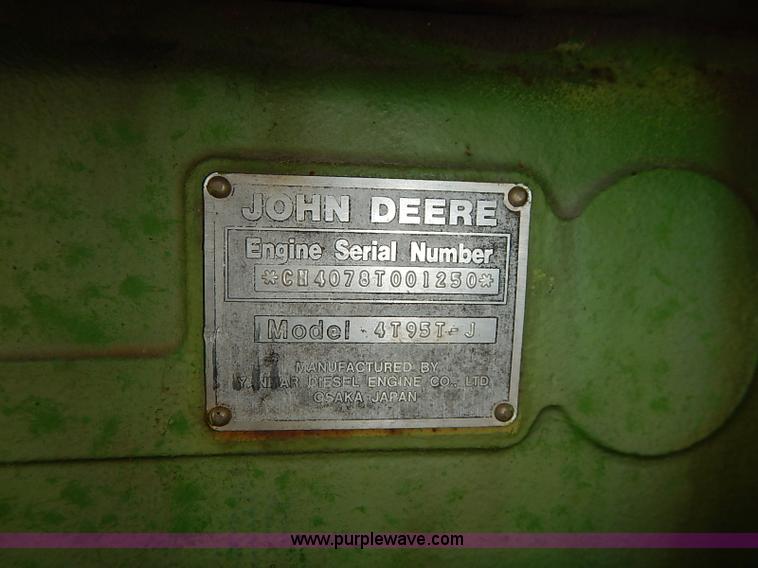 JOHN DEERE
Engine Serial Number
*CH4078T001250*
Model 4T95T-J
MANUFACTURED BY
YANMAR DIESEL ENGINE CO., LTD
OSAKA JAPAN
www.purplewave.com